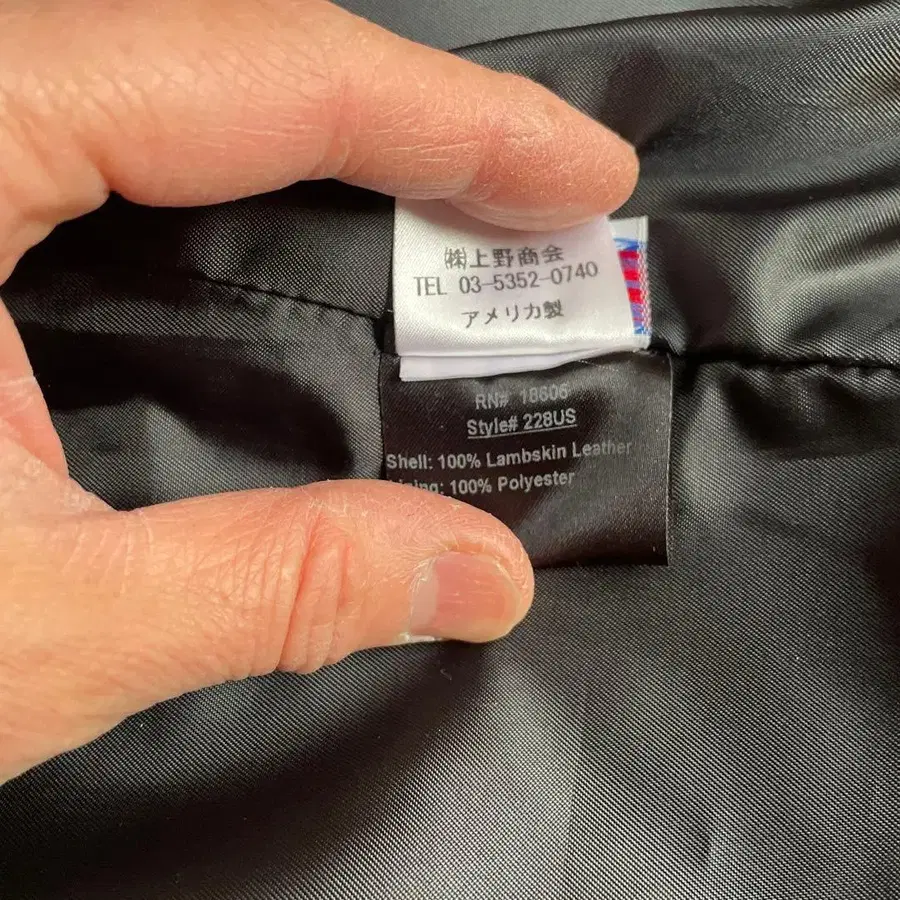 ㈱上野商会
TEL 03-5352-0740
アメリカ製
RN# 18606
Style# 228US
Shell: 100% Lambskin Leather
Lining: 100% Polyester